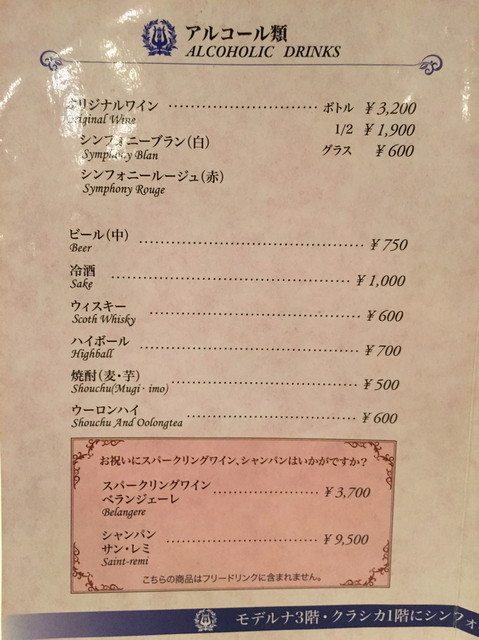 アルコール類
ALCOHOLIC DRINKS
オリジナルワイン ボトル ¥3,200
Original Wine
1/2 ¥1,900
シンフォニーブラン(白) グラス ¥600
Symphony Blan
シンフォニールージュ(赤)
Symphony Rouge
ビール(中) ¥750
Beer
冷酒 ¥1,000
Sake
ウィスキー ¥600
Scoth Whisky
ハイボール ¥700
Highball
焼酎(麦・芋) ¥500
Shouchu(Mugi・imo)
ウーロンハイ ¥600
Shouchu And Oolongtea
お祝いにスパークリングワイン、シャンパンはいかがですか?
スパークリングワイン
ベランジェーレ ¥3,700
Belangere
シャンパン ¥9,500
サン・レミ
Saint-remi
こちらの商品はフリードリンクに含まれません。
モデルナ3階・クラシカ1階にシンフォ